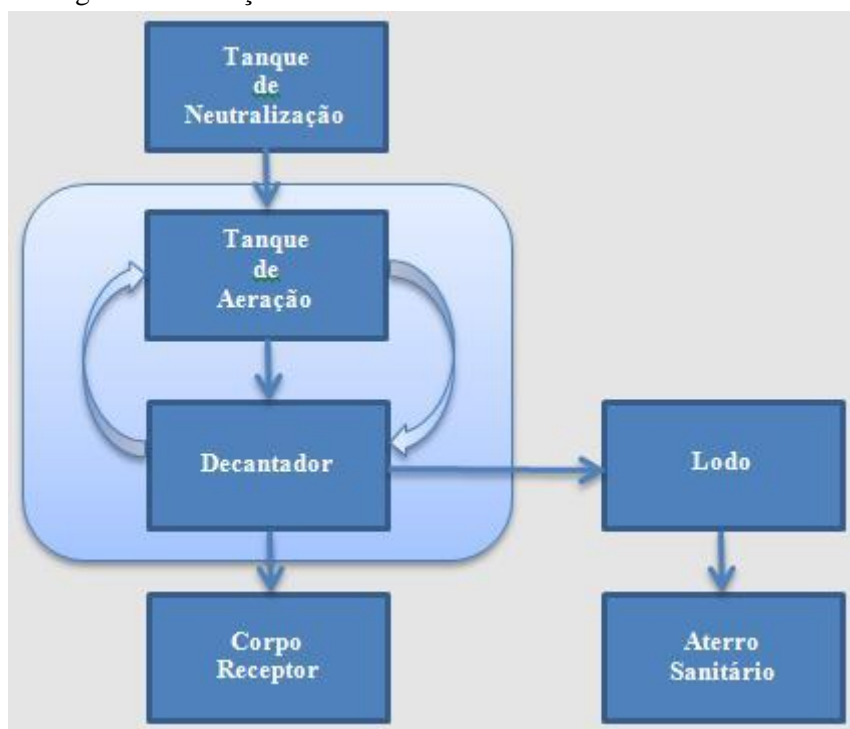 Tanque
de
Neutralização
Tanque
de
Aeração
Decantador
Lodo
Corpo
Receptor
Aterro
Sanitário